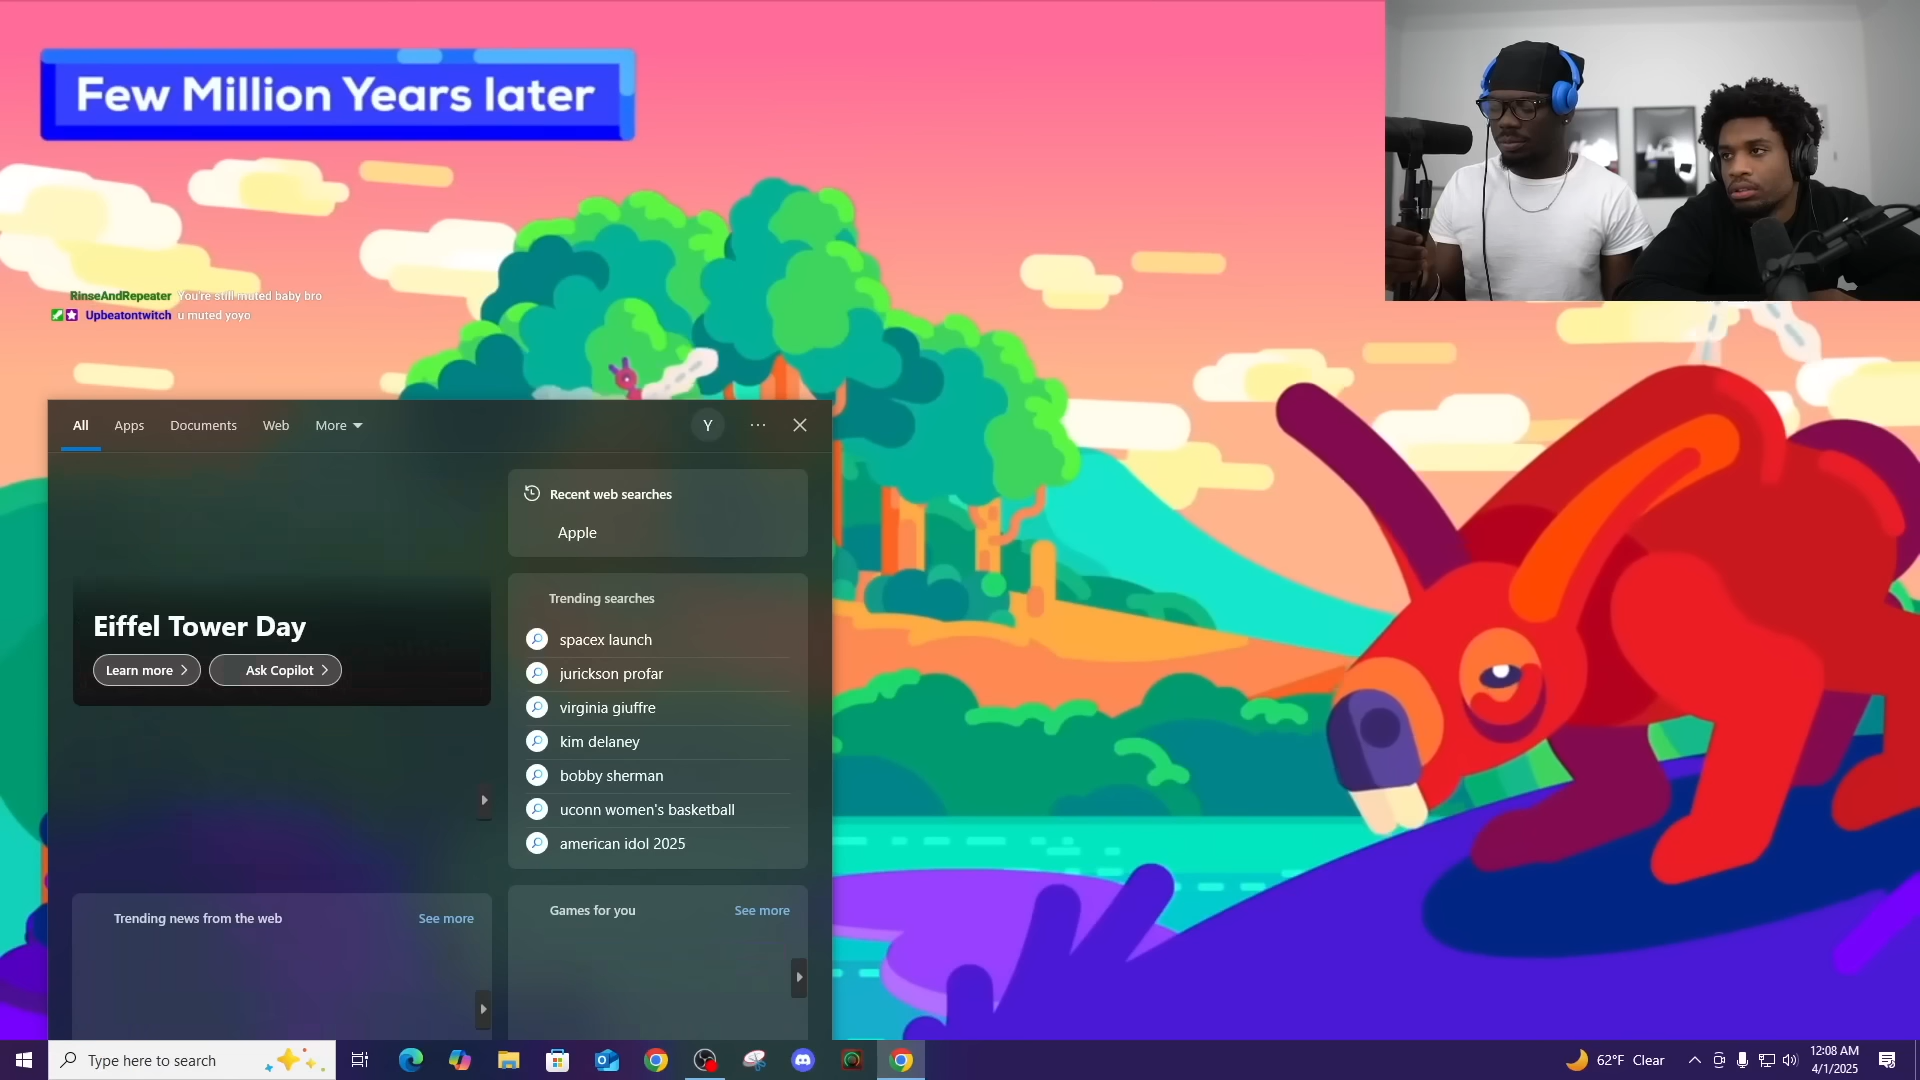 Few Million Years later
RinseAndRepeater You're still muted baby bro
Upbeatontwitch u muted yoyo
All Apps Documents Web More Y
Recent web searches
Apple
Eiffel Tower Day
Learn more
Ask Copilot
Trending searches
spacex launch
jurickson profar
virginia giuffre
kim delaney
bobby sherman
uconn women's basketball
american idol 2025
Trending news from the web See more
Games for you See more
Type here to search
62°F Clear
12:08 AM
4/1/2025